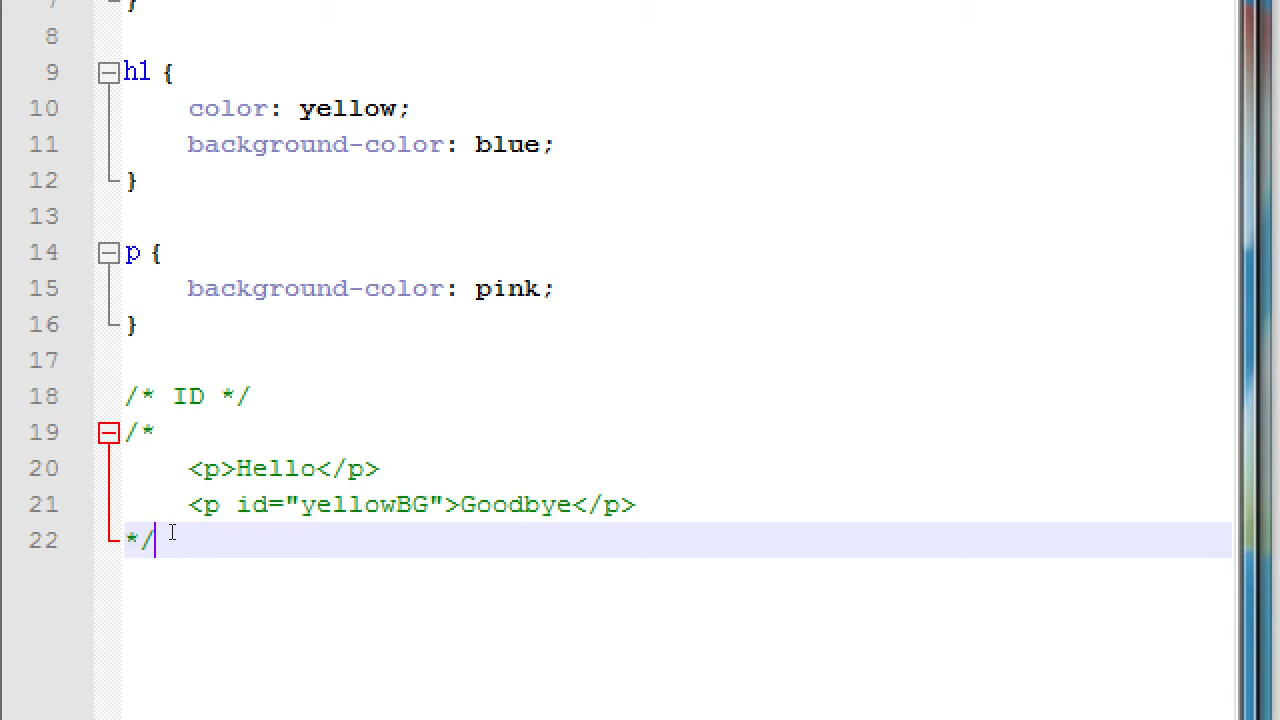 7 }
8
9 h1 {
10 color: yellow;
11 background-color: blue;
12 }
13
14 p {
15 background-color: pink;
16 }
17
18 /* ID */
19 /*
20 <p>Hello</p>
21 <p id="yellowBG">Goodbye</p>
22 */